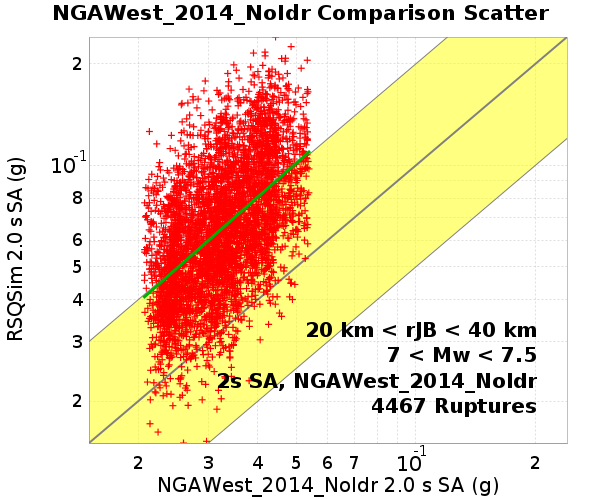 NGAWest_2014_NoIdr Comparison Scatter
RSQSim 2.0 s SA (g)
2
10-1
8
6
5
4
3
2
20 km < rJB < 40 km
7 < Mw < 7.5
2s SA, NGAWest_2014_NoIdr
4467 Ruptures
2 3 4 5 6 7 10-1 2
NGAWest_2014_NoIdr 2.0 s SA (g)